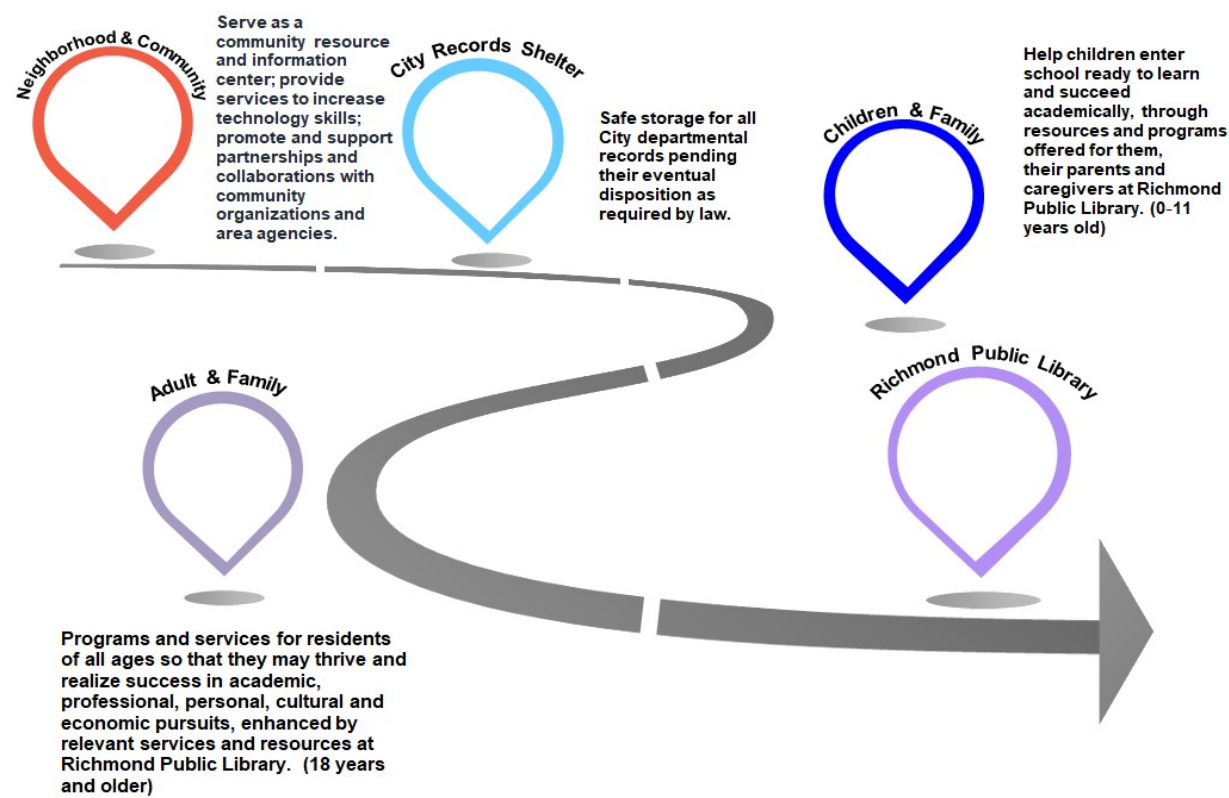 Neighborhood & Community
Serve as a
community resource
and information
center; provide
services to increase
technology skills;
promote and support
partnerships and
collaborations with
community
organizations and
area agencies.
City Records Shelter
Safe storage for all
City departmental
records pending
their eventual
disposition as
required by law.
Children & Family
Help children enter
school ready to learn
and succeed
academically, through
resources and programs
offered for them,
their parents and
caregivers at Richmond
Public Library. (0-11
years old)
Adult & Family
Programs and services for residents
of all ages so that they may thrive and
realize success in academic,
professional, personal, cultural and
economic pursuits, enhanced by
relevant services and resources at
Richmond Public Library. (18 years
and older)
Richmond Public Library